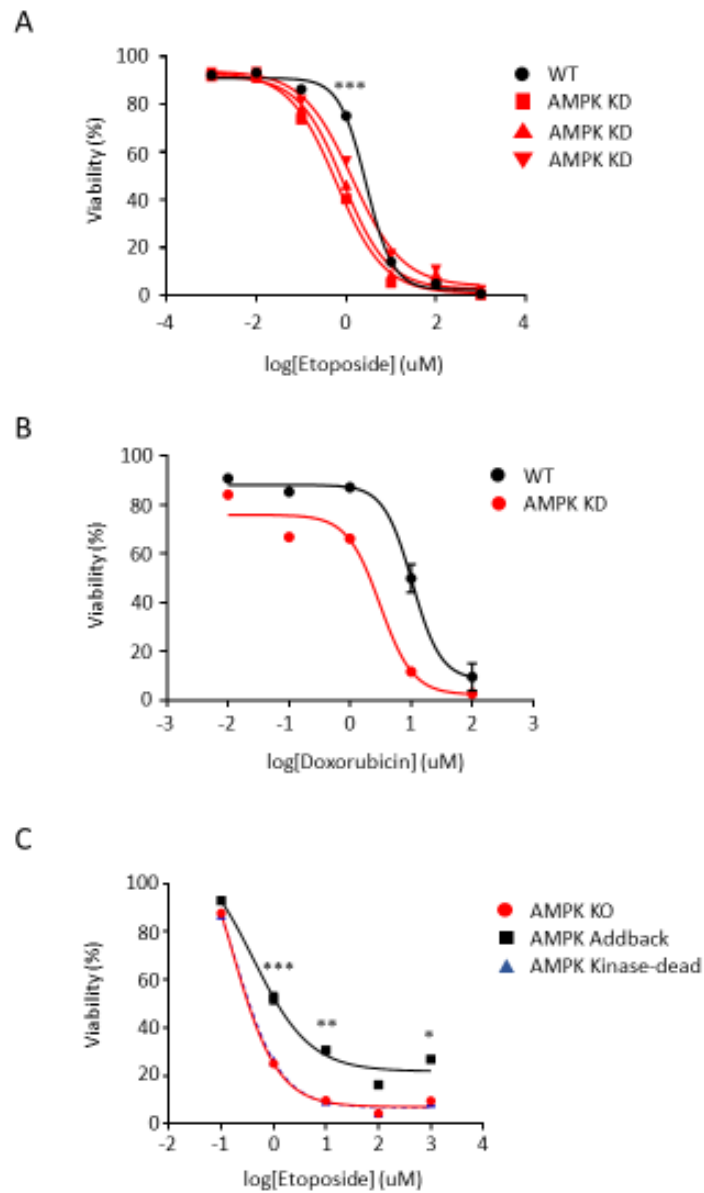 A
100
80
60
40
20
0
Viability (%)
***
-4
-2
0
2
4
log[Etoposide] (uM)
WT
AMPK KD
AMPK KD
AMPK KD
B
100
80
60
40
20
0
Viability (%)
-3
-2
-1
0
1
2
3
log[Doxorubicin] (uM)
WT
AMPK KD
C
100
80
60
40
20
0
Viability (%)
***
**
*
-2
-1
0
1
2
3
4
log[Etoposide] (uM)
AMPK KO
AMPK Addback
AMPK Kinase-dead